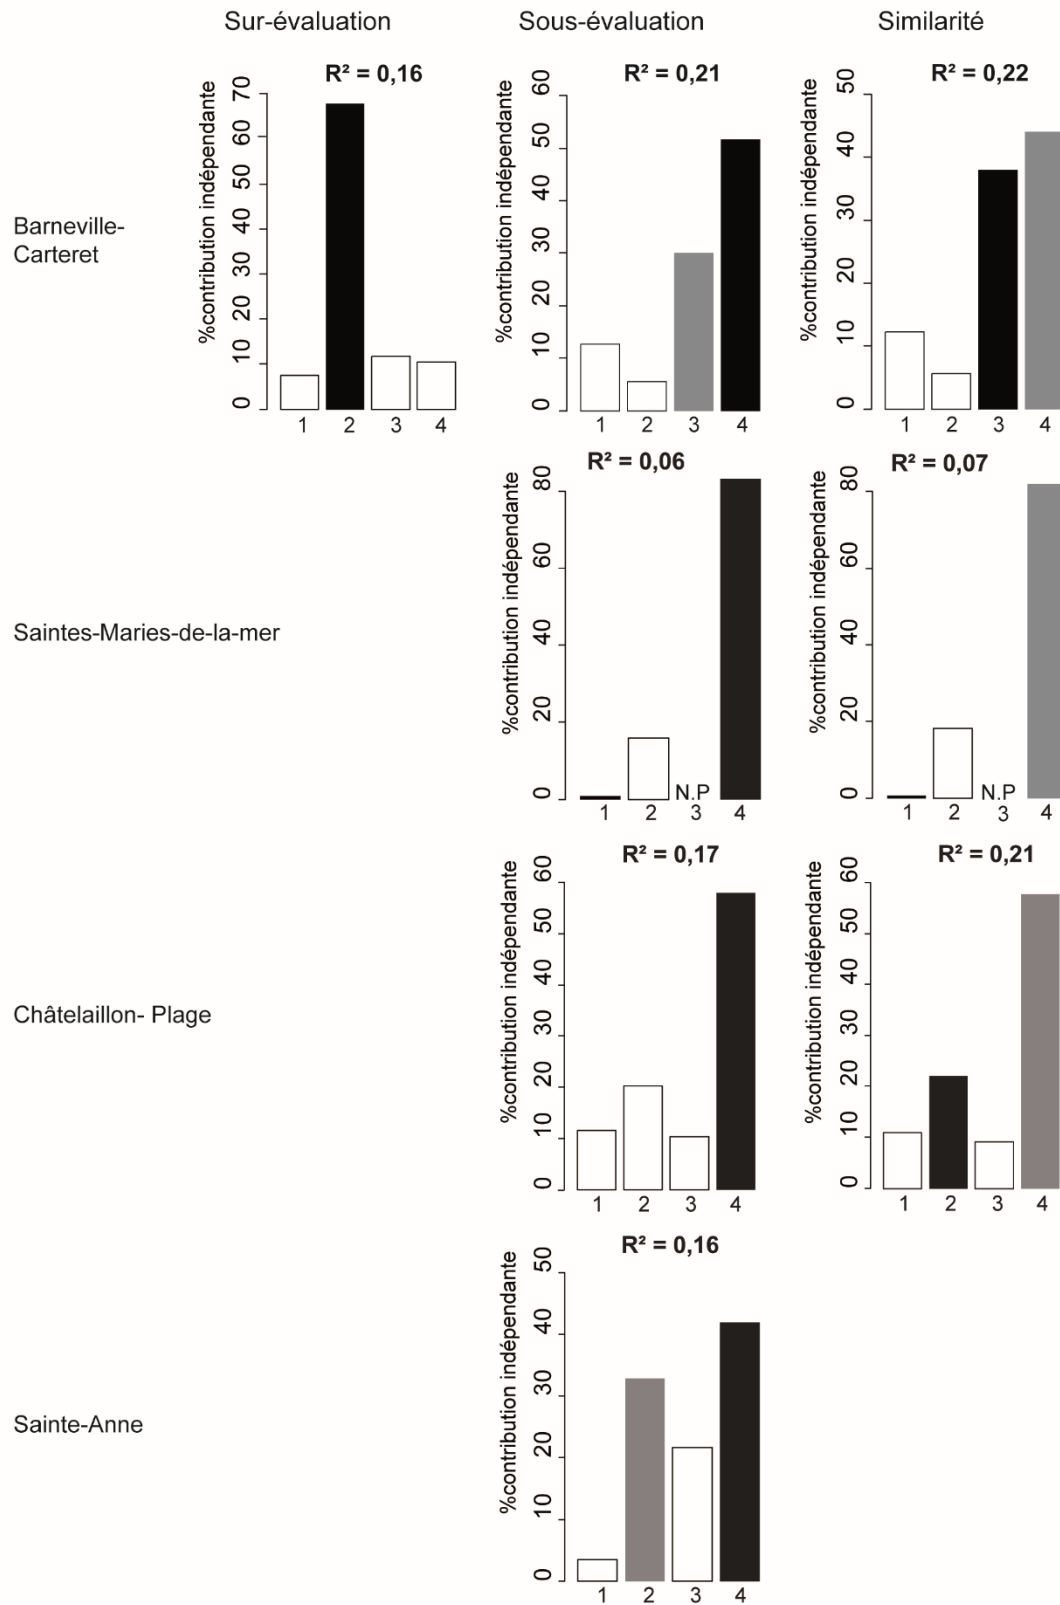 Sur-évaluation
Sous-évaluation
Similarité
Barneville-
Carteret
R² = 0,16
%contribution indépendante
0 10 20 30 40 50 60 70
1 2 3 4
R² = 0,21
%contribution indépendante
0 10 20 30 40 50 60
1 2 3 4
R² = 0,22
%contribution indépendante
0 10 20 30 40 50
1 2 3 4
Saintes-Maries-de-la-mer
R² = 0,06
%contribution indépendante
0 20 40 60 80
N.P
1 2 3 4
R² = 0,07
%contribution indépendante
0 20 40 60 80
N.P
1 2 3 4
Châtelaillon- Plage
R² = 0,17
%contribution indépendante
0 10 20 30 40 50 60
1 2 3 4
R² = 0,21
%contribution indépendante
0 10 20 30 40 50 60
1 2 3 4
Sainte-Anne
R² = 0,16
%contribution indépendante
0 10 20 30 40 50
1 2 3 4